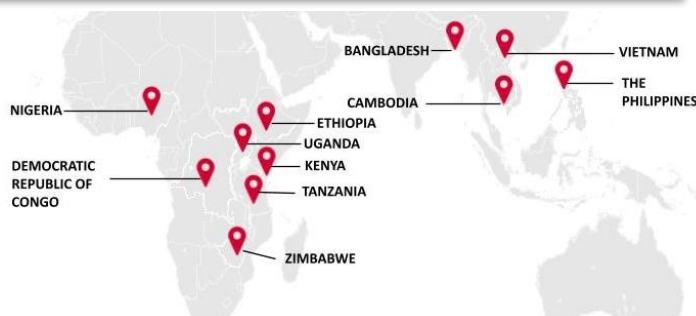 BANGLADESH
VIETNAM
CAMBODIA
THE
PHILIPPINES
NIGERIA
ETHIOPIA
UGANDA
DEMOCRATIC
REPUBLIC OF
CONGO
KENYA
TANZANIA
ZIMBABWE